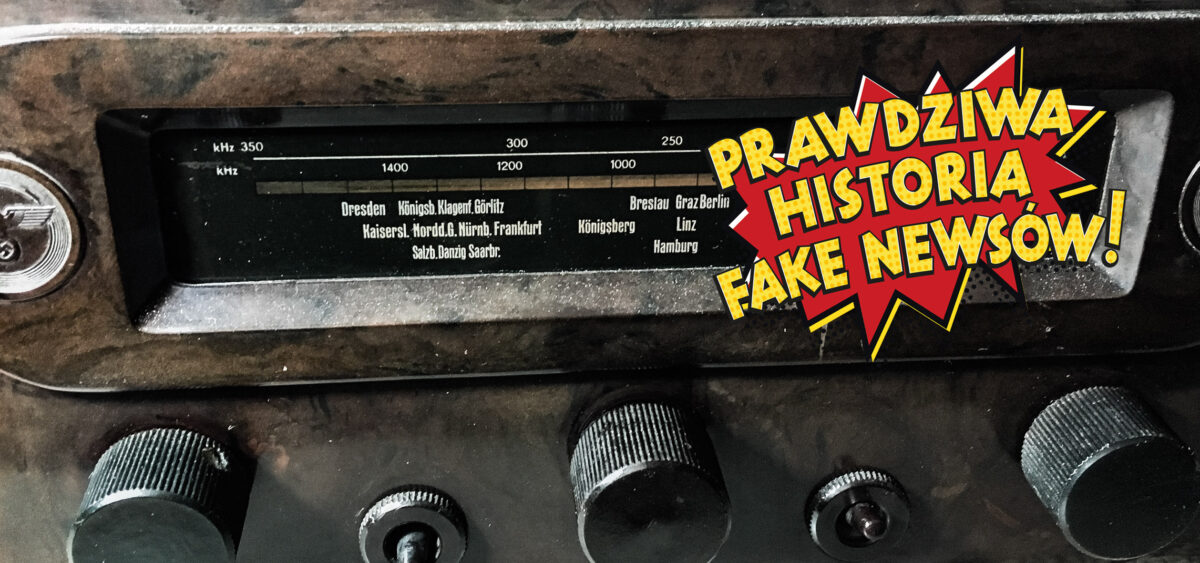 kHz 350 300 250
kHz 1400 1200 1000
Dresden Königsb. Klagenf. Görlitz Breslau Graz Berlin
Kaisersl. Nordd.G. Nürnb. Frankfurt Königsberg Linz
Salzb. Danzig Saarbr. Hamburg
PRAWDZIWA
HISTORIA
FAKE NEWSÓW!